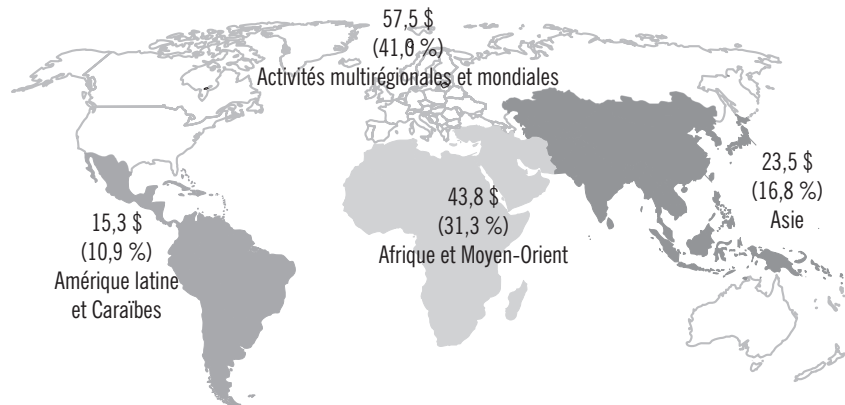 57,5 $
(41,0 %)
Activités multirégionales et mondiales
23,5 $
(16,8 %)
Asie
43,8 $
(31,3 %)
Afrique et Moyen-Orient
15,3 $
(10,9 %)
Amérique latine
et Caraïbes